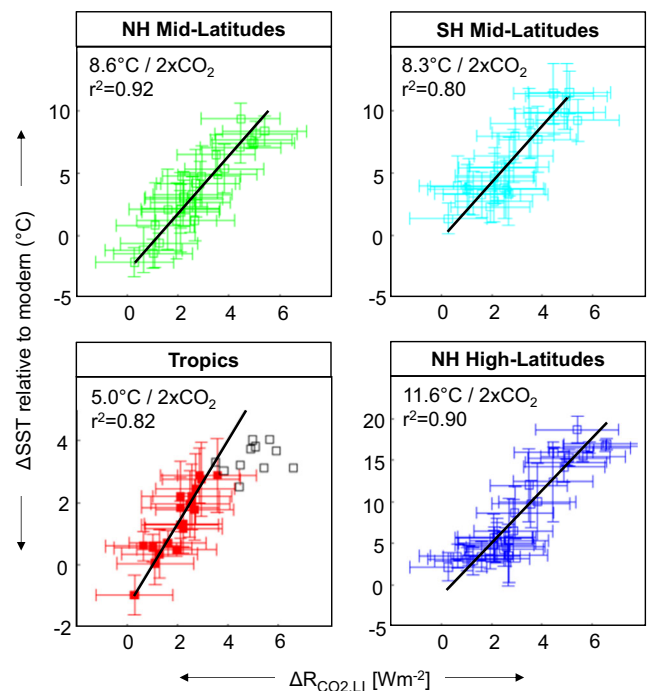 NH Mid-Latitudes
8.6°C / 2xCO₂
r²=0.92
10
5
0
-5
0 2 4 6
SH Mid-Latitudes
8.3°C / 2xCO₂
r²=0.80
10
5
0
-5
0 2 4 6
Tropics
5.0°C / 2xCO₂
r²=0.82
4
2
0
-2
0 2 4 6
NH High-Latitudes
11.6°C / 2xCO₂
r²=0.90
20
15
10
5
0
-5
0 2 4 6
ΔSST relative to modern (°C)
ΔR_CO2,LI [Wm⁻²]